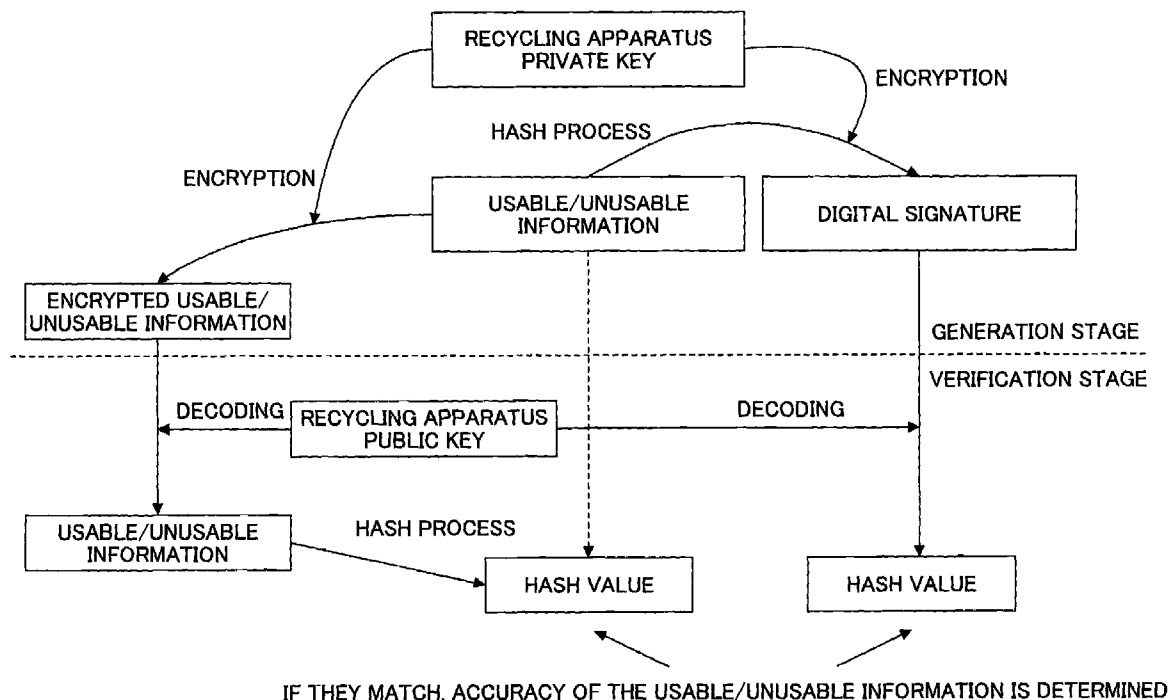 RECYCLING APPARATUS
PRIVATE KEY
ENCRYPTION
HASH PROCESS
ENCRYPTION
USABLE/UNUSABLE
INFORMATION
DIGITAL SIGNATURE
ENCRYPTED USABLE/
UNUSABLE INFORMATION
GENERATION STAGE
VERIFICATION STAGE
DECODING
RECYCLING APPARATUS
PUBLIC KEY
DECODING
USABLE/UNUSABLE
INFORMATION
HASH PROCESS
HASH VALUE
HASH VALUE
IF THEY MATCH, ACCURACY OF THE USABLE/UNUSABLE INFORMATION IS DETERMINED